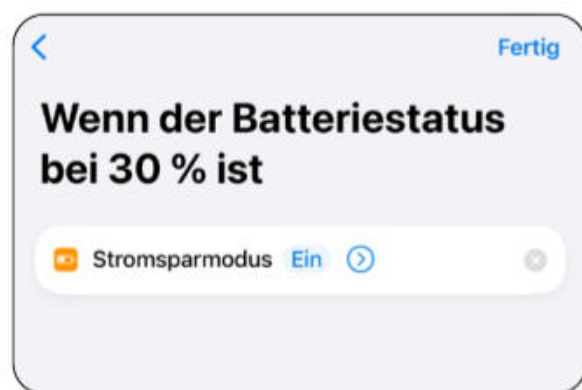 Fertig
Wenn der Batteriestatus
bei 30 % ist
Stromsparmodus Ein